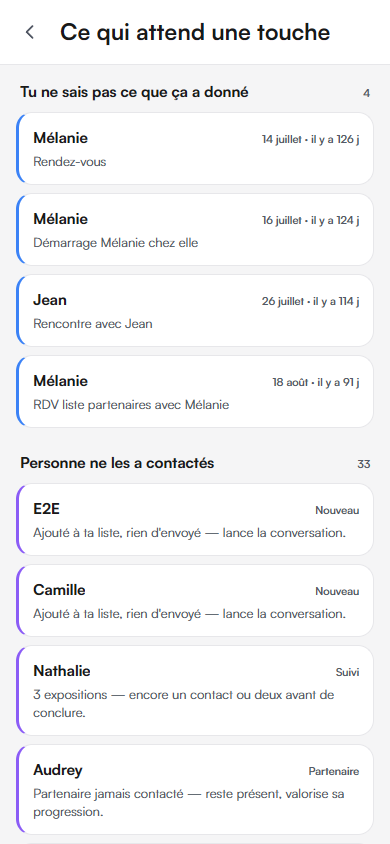 Ce qui attend une touche
Tu ne sais pas ce que ça a donné 4
Mélanie 14 juillet · il y a 126 j
Rendez-vous
Mélanie 16 juillet · il y a 124 j
Démarrage Mélanie chez elle
Jean 26 juillet · il y a 114 j
Rencontre avec Jean
Mélanie 18 août · il y a 91 j
RDV liste partenaires avec Mélanie
Personne ne les a contactés 33
E2E Nouveau
Ajouté à ta liste, rien d'envoyé — lance la conversation.
Camille Nouveau
Ajouté à ta liste, rien d'envoyé — lance la conversation.
Nathalie Suivi
3 expositions — encore un contact ou deux avant de
conclure.
Audrey Partenaire
Partenaire jamais contacté — reste présent, valorise sa
progression.